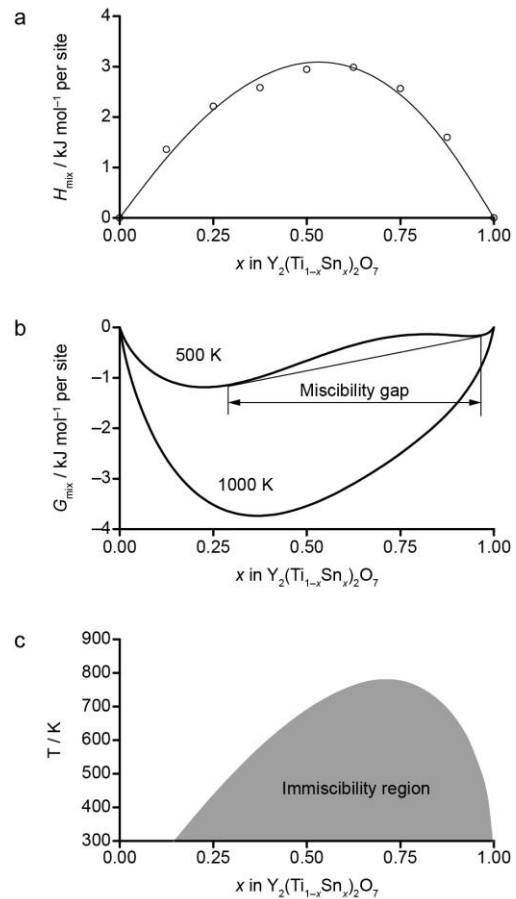 a
4
3
2
1
0
H_mix / kJ mol⁻¹ per site
0.00 0.25 0.50 0.75 1.00
x in Y₂(Ti₁₋ₓSnₓ)₂O₇
b
0
–1
–2
–3
–4
G_mix / kJ mol⁻¹ per site
500 K
Miscibility gap
1000 K
0.00 0.25 0.50 0.75 1.00
x in Y₂(Ti₁₋ₓSnₓ)₂O₇
c
900
800
700
600
500
400
300
T / K
Immiscibility region
0.00 0.25 0.50 0.75 1.00
x in Y₂(Ti₁₋ₓSnₓ)₂O₇